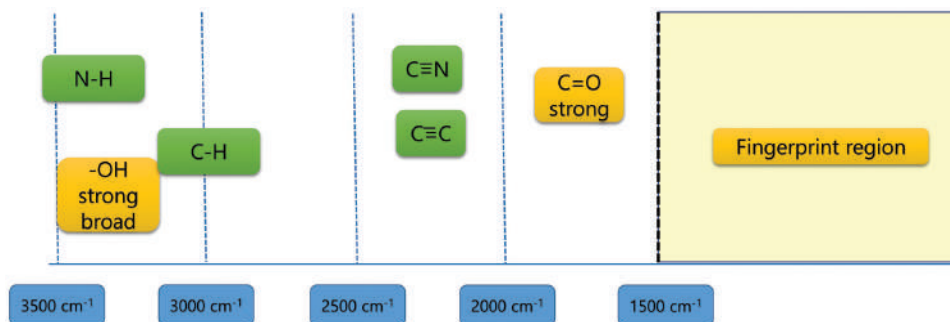 N-H
C≡N
C=O
strong
C≡C
C-H
Fingerprint region
-OH
strong
broad
3500 cm⁻¹
3000 cm⁻¹
2500 cm⁻¹
2000 cm⁻¹
1500 cm⁻¹